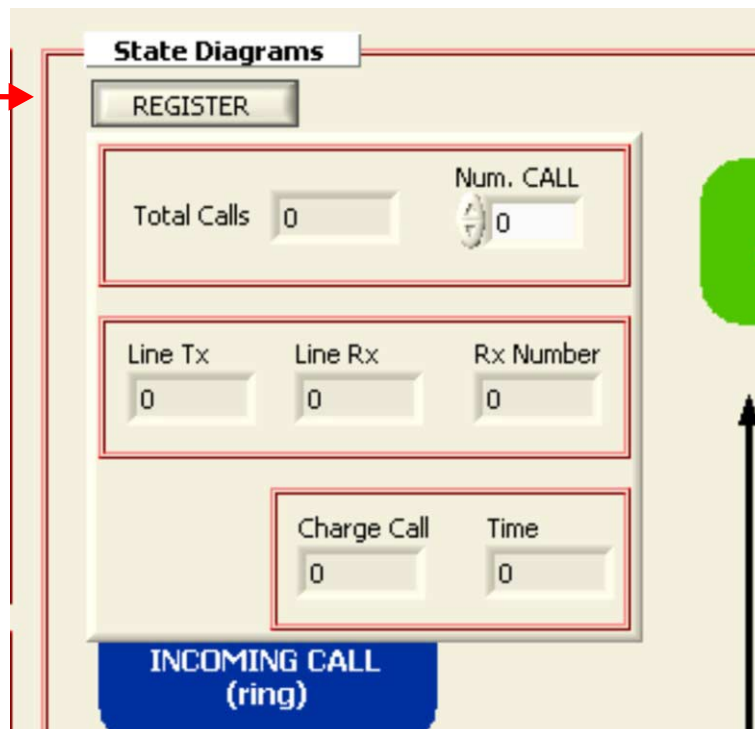 State Diagrams
REGISTER
Num. CALL
Total Calls 0 0
Line Tx Line Rx Rx Number
0 0 0
Charge Call Time
0 0
INCOMING CALL
(ring)